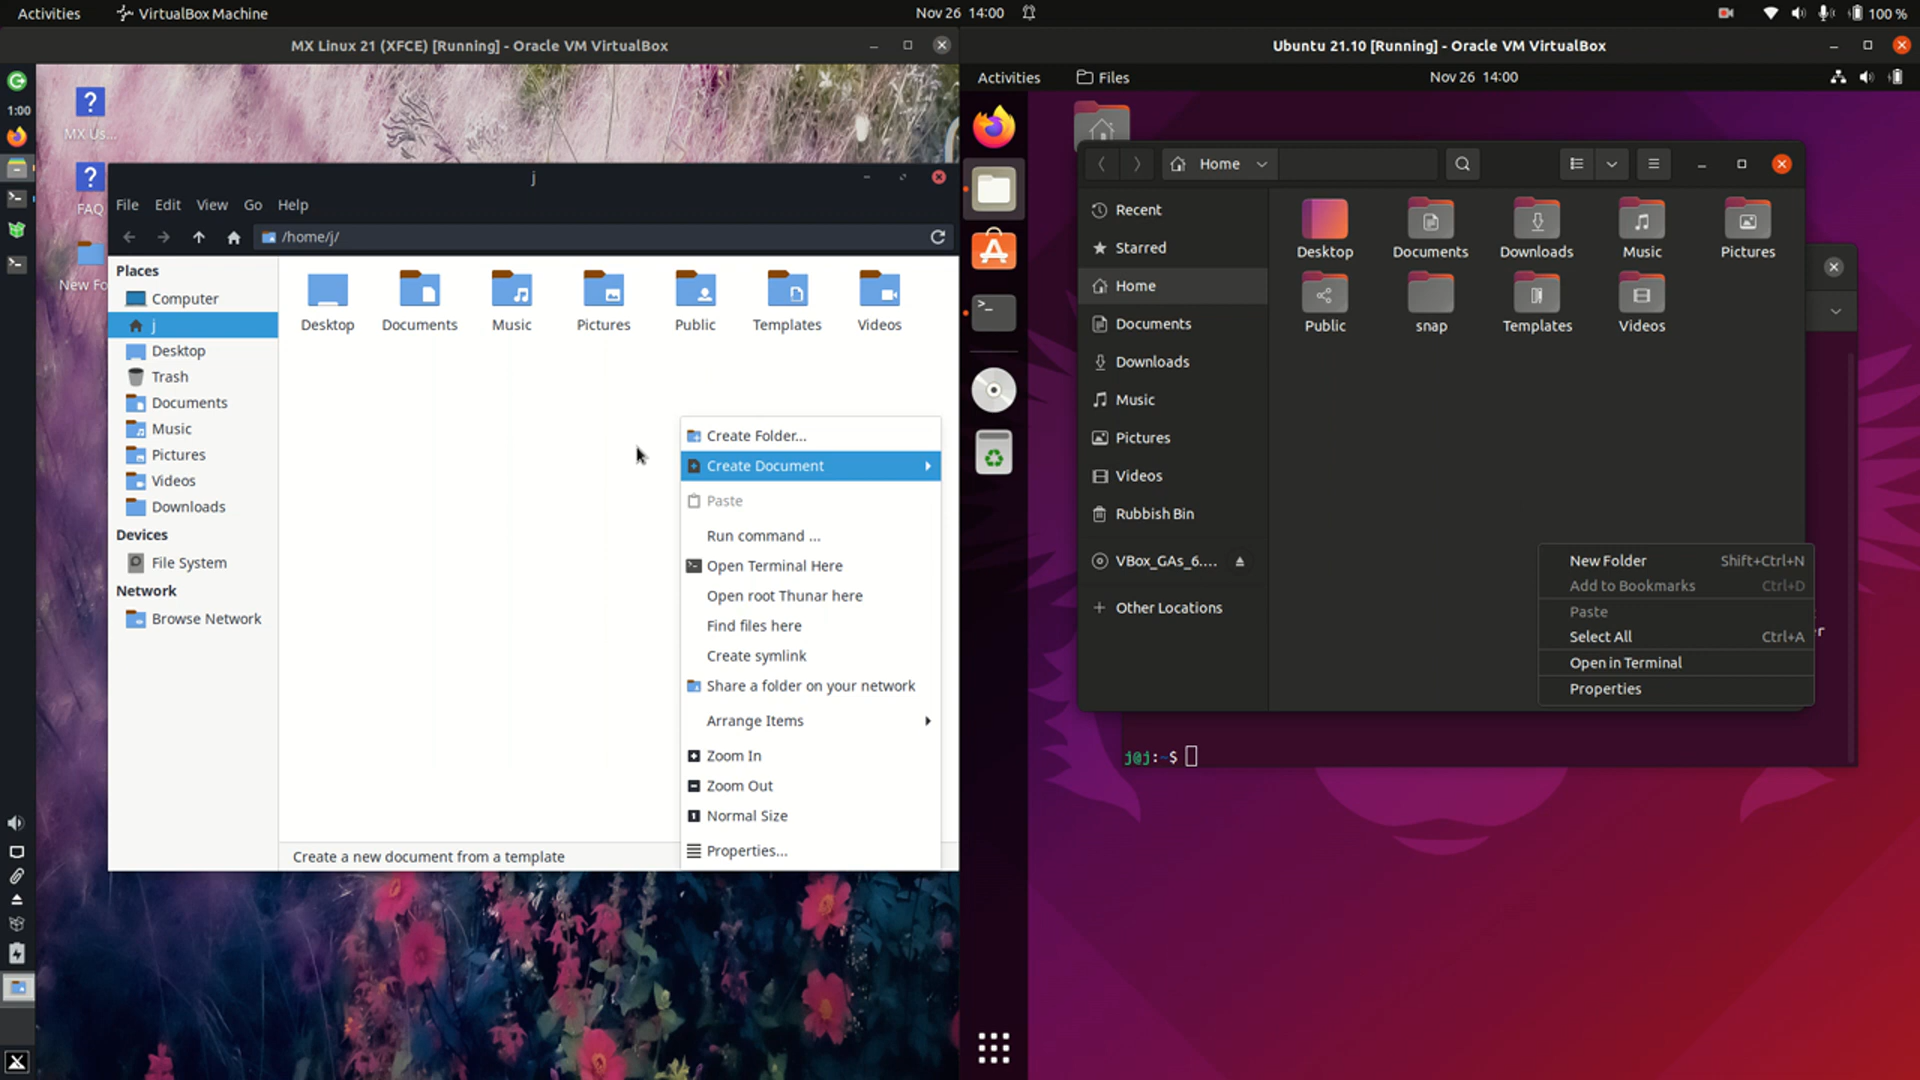 Activities
VirtualBox Machine
Nov 26 14:00
100 %
MX Linux 21 (XFCE) [Running] - Oracle VM VirtualBox
1:00
MX Us...
FAQ
New Fo
j
File Edit View Go Help
/home/j/
Places
Computer
j
Desktop
Trash
Documents
Music
Pictures
Videos
Downloads
Devices
File System
Network
Browse Network
Desktop Documents Music Pictures Public Templates Videos
Create Folder...
Create Document
Paste
Run command ...
Open Terminal Here
Open root Thunar here
Find files here
Create symlink
Share a folder on your network
Arrange Items
Zoom In
Zoom Out
Normal Size
Properties...
Create a new document from a template
Ubuntu 21.10 [Running] - Oracle VM VirtualBox
Activities
Files
Nov 26 14:00
Home
Recent
Starred
Home
Documents
Downloads
Music
Pictures
Videos
Rubbish Bin
VBox_GAs_6....
Other Locations
Desktop Documents Downloads Music Pictures
Public snap Templates Videos
New Folder Shift+Ctrl+N
Add to Bookmarks Ctrl+D
Paste
Select All Ctrl+A
Open in Terminal
Properties
r
j@j:~$